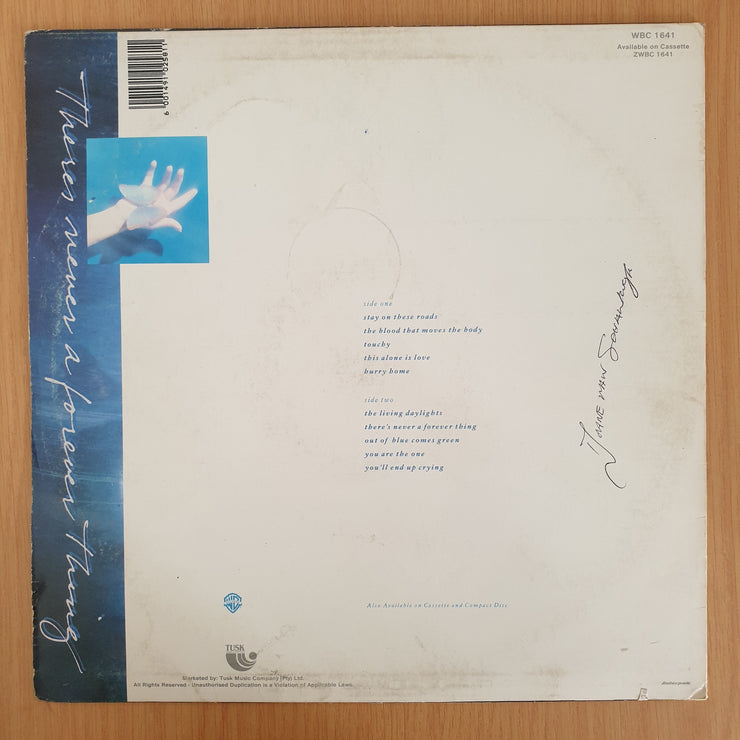 WBC 1641
Available on Cassette
ZWBC 1641
6 001491 025811
There's never a forever thing
side one
stay on these roads
the blood that moves the body
touchy
this alone is love
hurry home
side two
the living daylights
there's never a forever thing
out of blue comes green
you are the one
you'll end up crying
Also Available on Cassette and Compact Disc
TUSK
Marketed by: Tusk Music Company (Pty) Ltd.
All Rights Reserved - Unauthorised Duplication is a Violation of Applicable Laws.